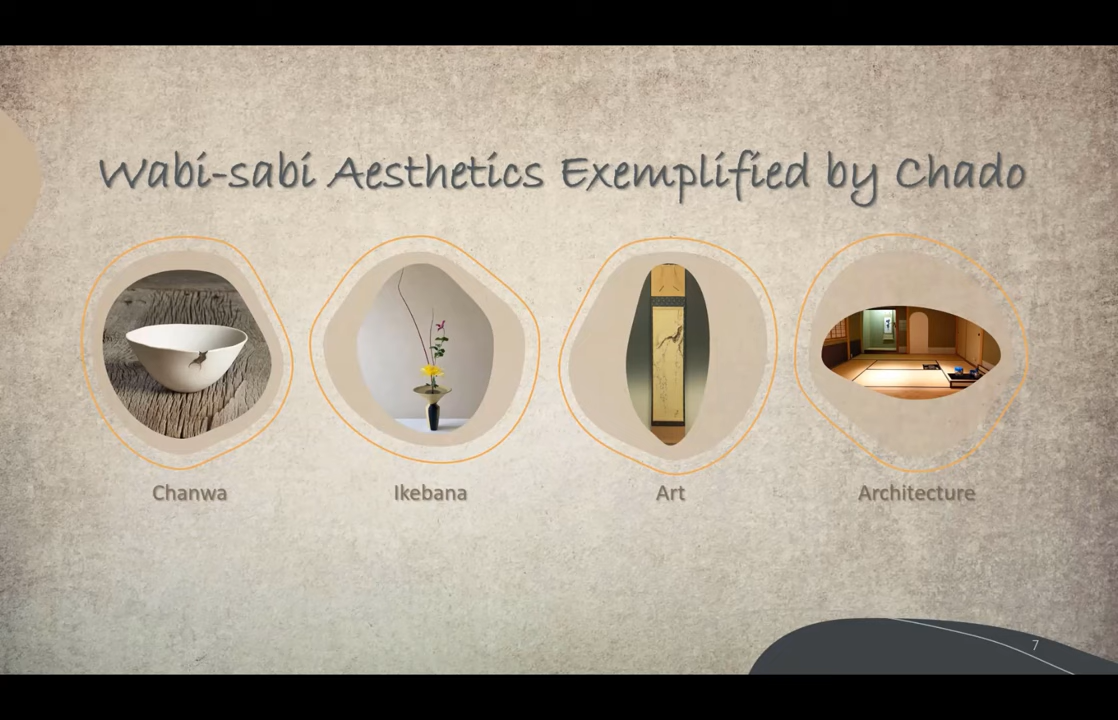 Wabi-sabi Aesthetics Exemplified by Chado
Chanwa
Ikebana
Art
Architecture
7